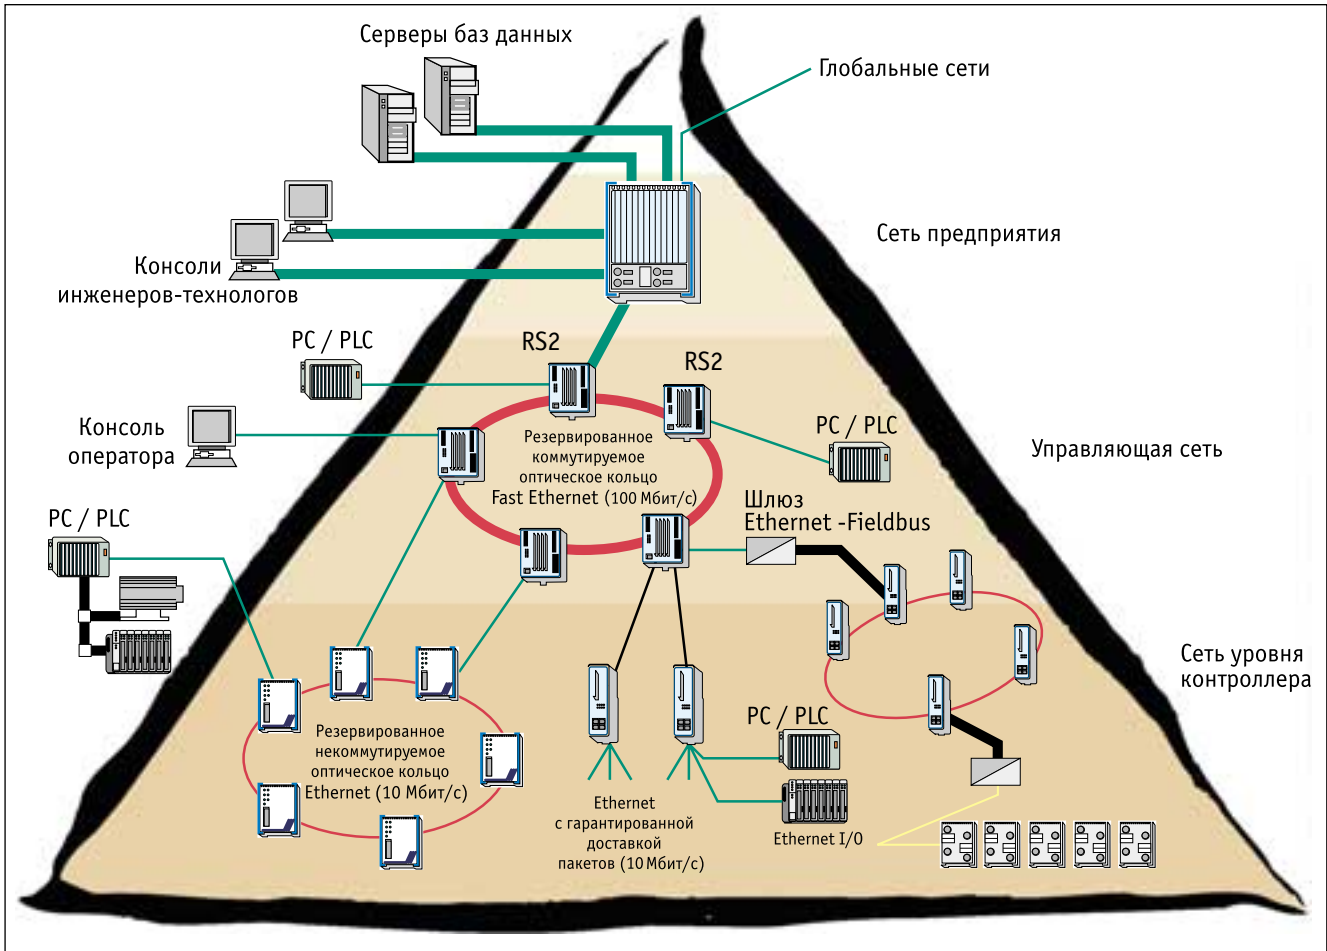 Серверы баз данных
Глобальные сети
Сеть предприятия
Консоли
инженеров-технологов
PC / PLC
RS2
RS2
Консоль
оператора
Резервированное
коммутируемое
оптическое кольцо
Fast Ethernet (100 Мбит/с)
PC / PLC
Управляющая сеть
Шлюз
Ethernet -Fieldbus
PC / PLC
Сеть уровня
контроллера
Резервированное
некоммутируемое
оптическое кольцо
Ethernet (10 Мбит/с)
PC / PLC
Ethernet
с гарантированной
доставкой
пакетов (10 Мбит/с)
Ethernet I/O